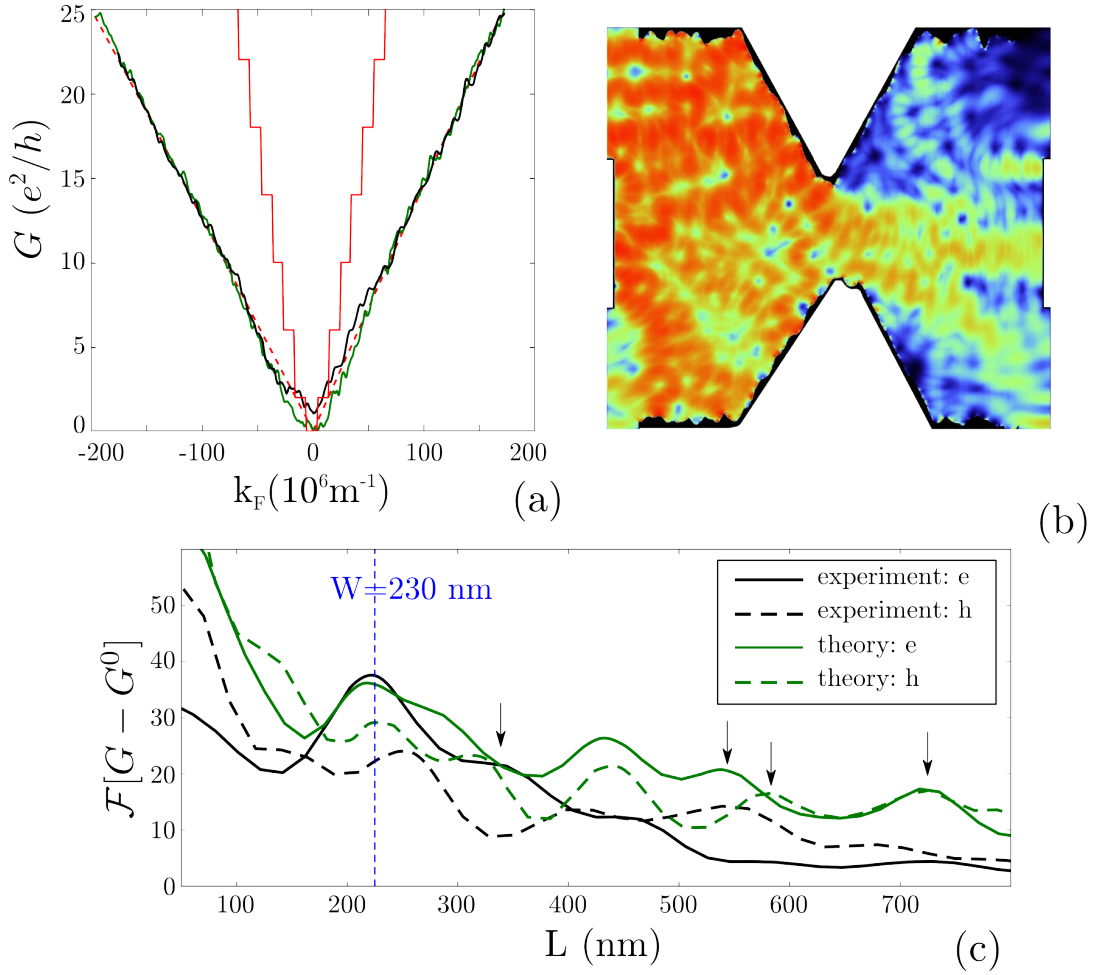 25
20
15
10
5
0
G (e²/h)
-200 -100 0 100 200
k_F(10⁶m⁻¹)
(a)
(b)
W=230 nm
experiment: e
experiment: h
theory: e
theory: h
50
40
30
20
10
0
ℱ[G − G⁰]
100 200 300 400 500 600 700
L (nm)
(c)